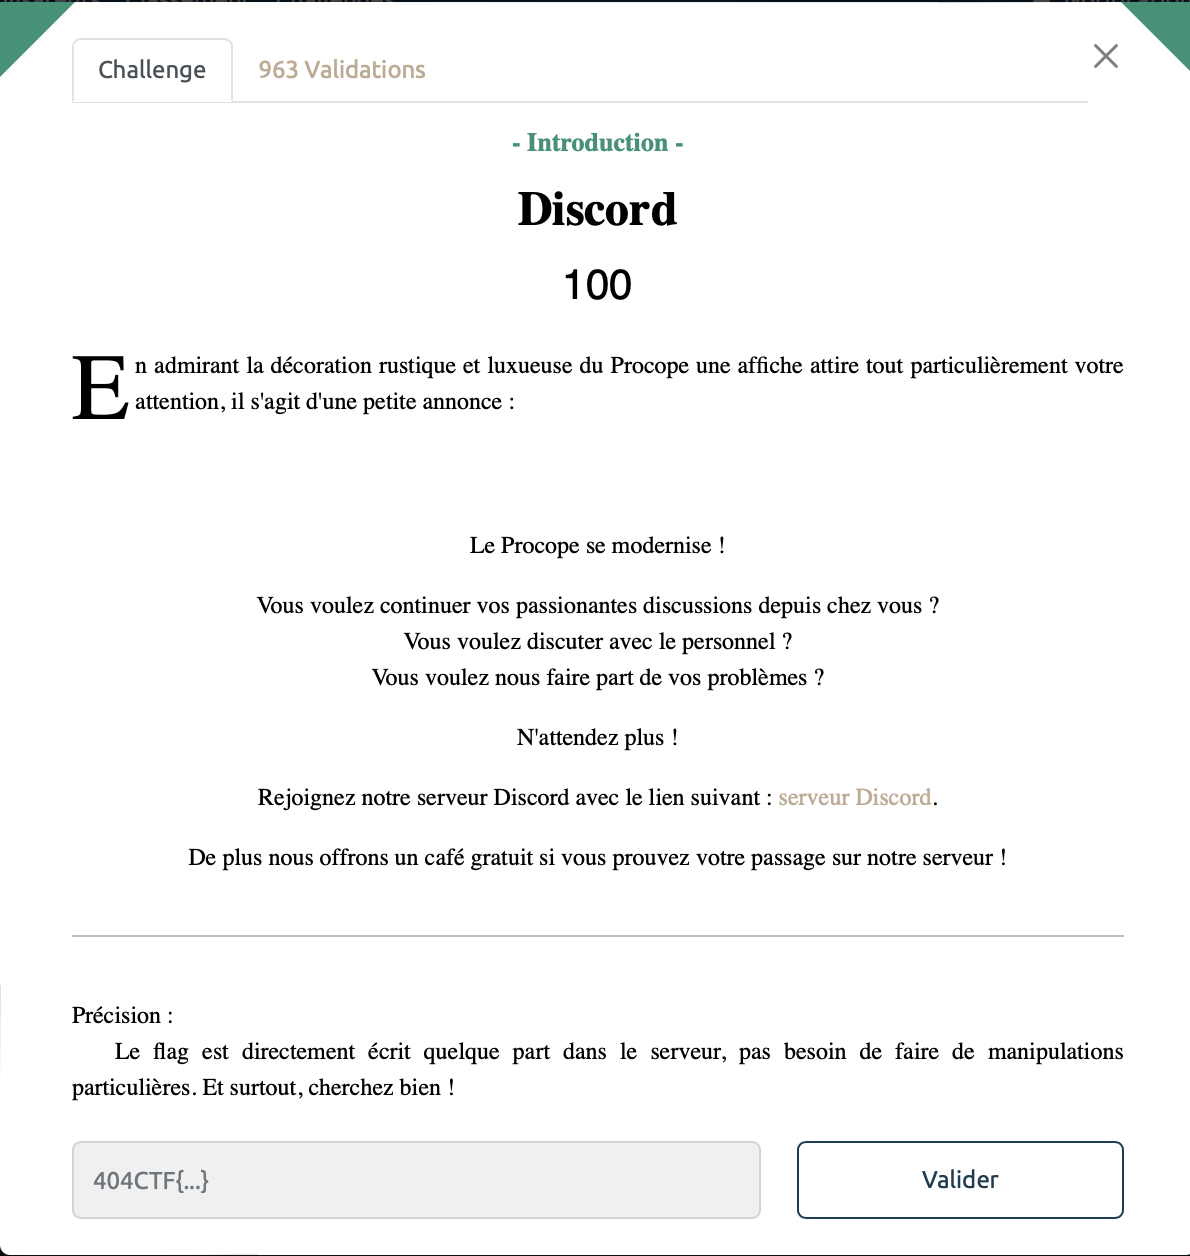 Challenge
963 Validations
- Introduction -
Discord
100
En admirant la décoration rustique et luxueuse du Procope une affiche attire tout particulièrement votre
attention, il s'agit d'une petite annonce :
Le Procope se modernise !
Vous voulez continuer vos passionantes discussions depuis chez vous ?
Vous voulez discuter avec le personnel ?
Vous voulez nous faire part de vos problèmes ?
N'attendez plus !
Rejoignez notre serveur Discord avec le lien suivant : serveur Discord.
De plus nous offrons un café gratuit si vous prouvez votre passage sur notre serveur !
Précision :
Le flag est directement écrit quelque part dans le serveur, pas besoin de faire de manipulations
particulières. Et surtout, cherchez bien !
404CTF{...}
Valider